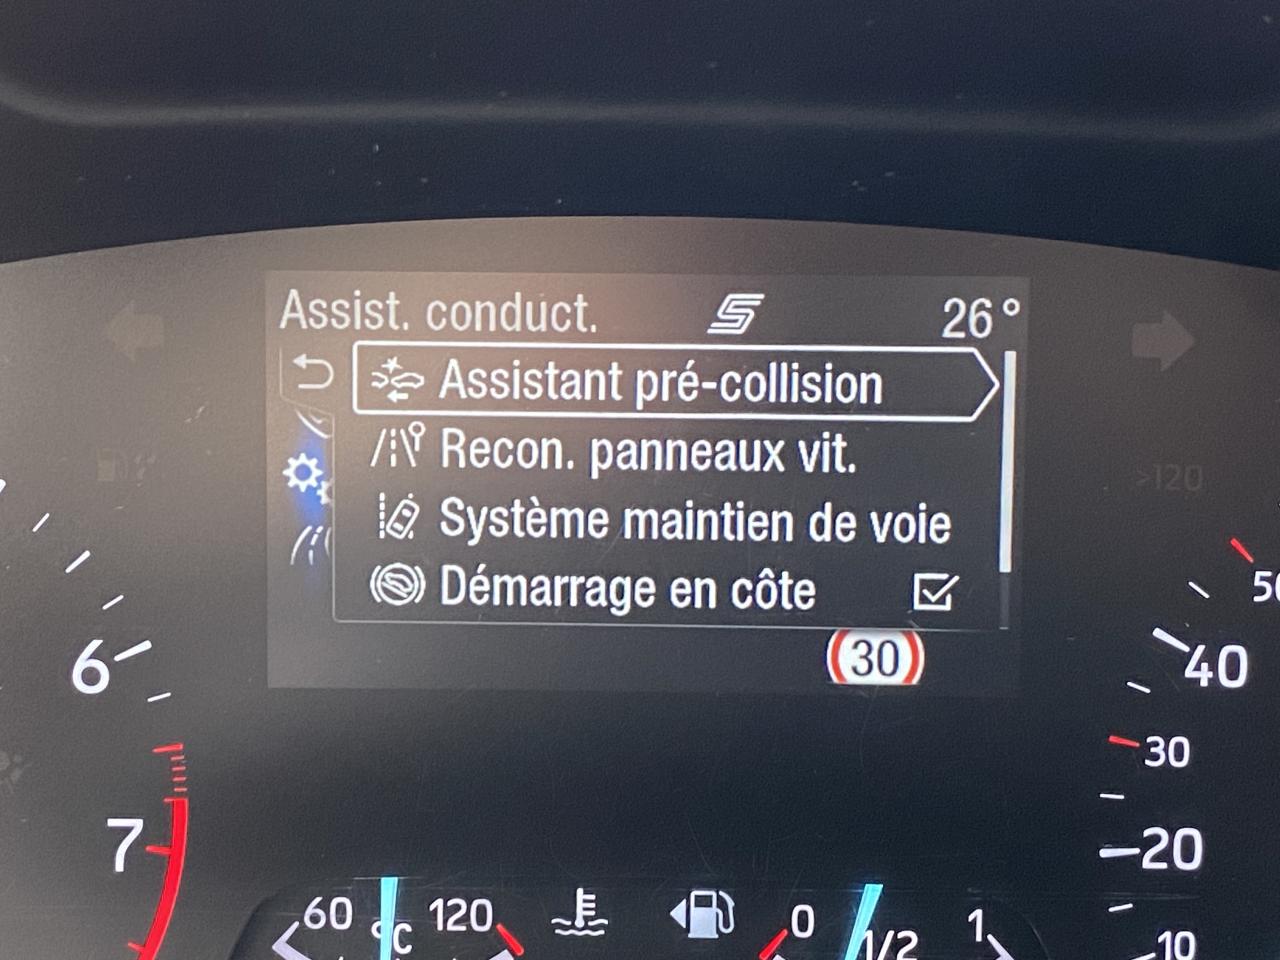 Assist. conduct. 26°
Assistant pré-collision
Recon. panneaux vit.
Système maintien de voie
Démarrage en côte
30
>120
6
7
50
40
30
20
10
60 °C 120
0 1/2 1